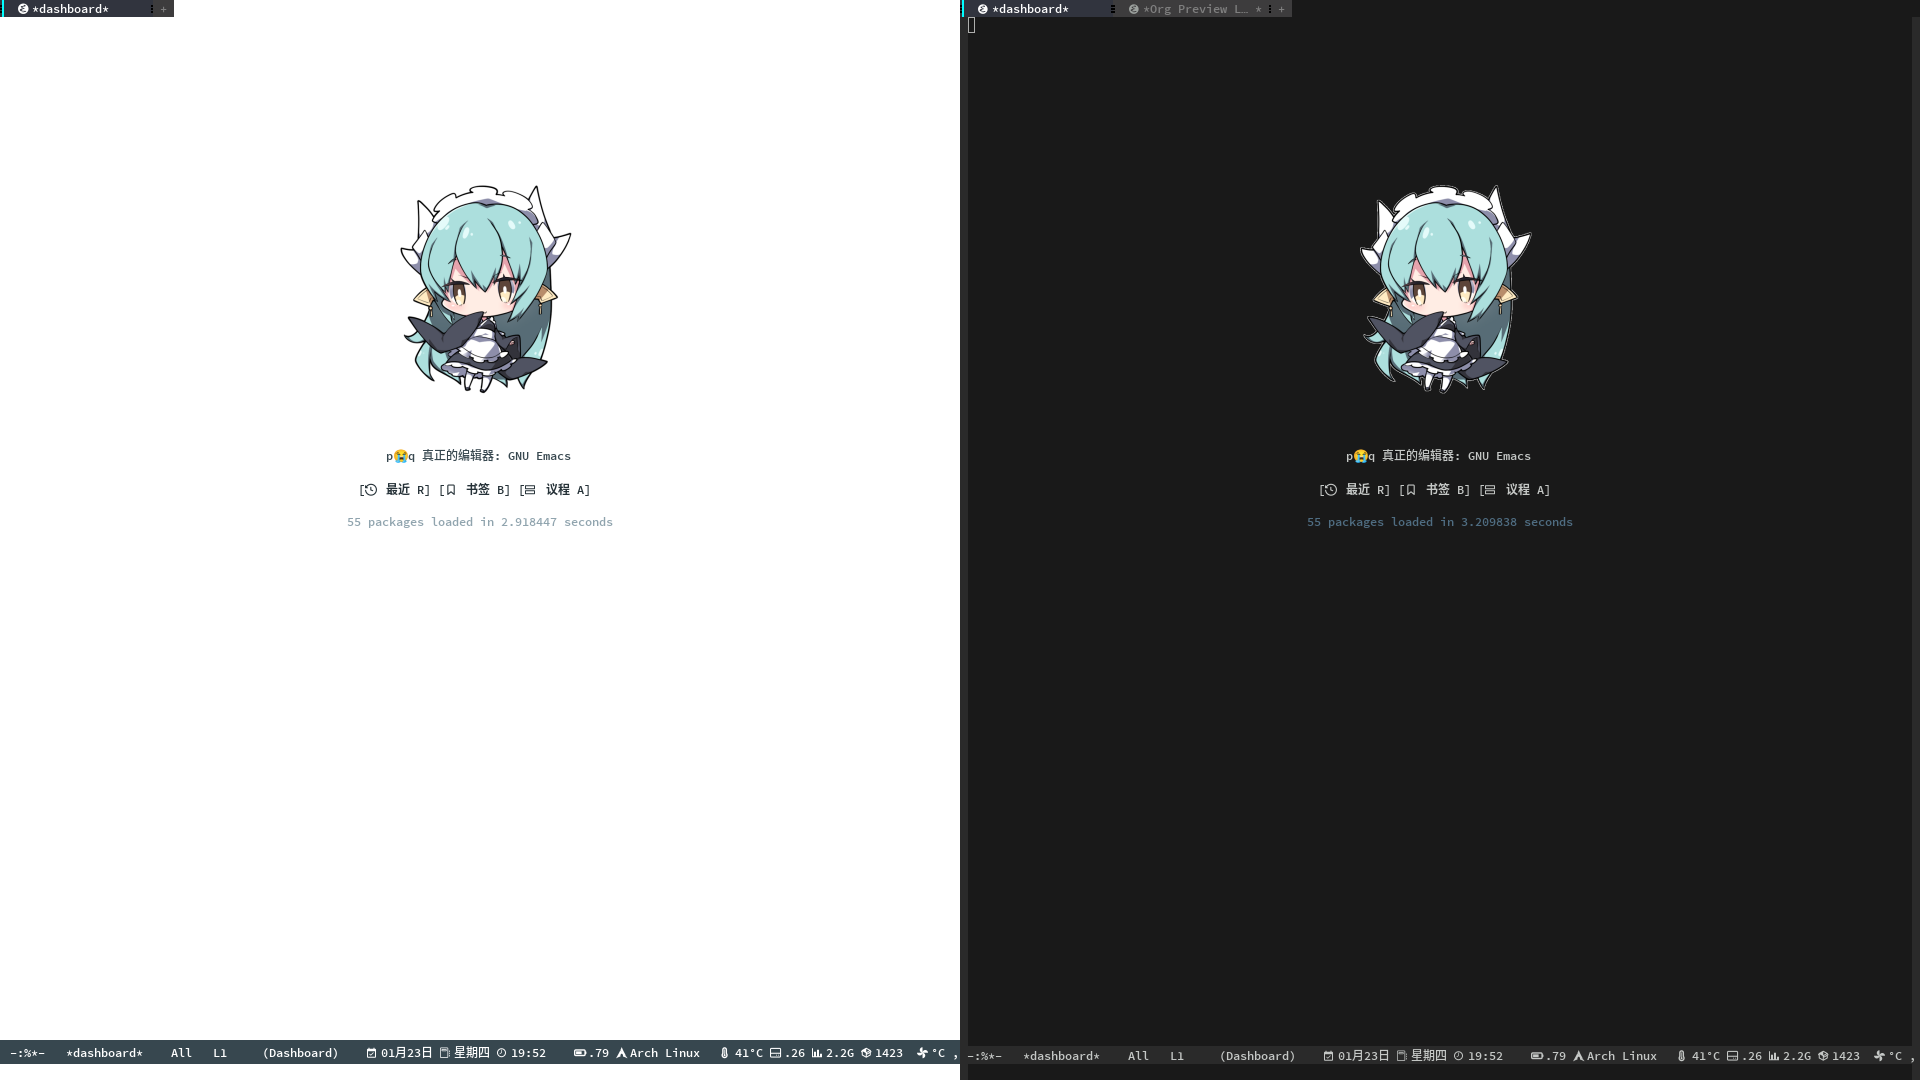 *dashboard* +
p😭q 真正的编辑器: GNU Emacs
[最近 R] [书签 B] [议程 A]
55 packages loaded in 2.918447 seconds
-:%*- *dashboard* All L1 (Dashboard) 01月23日 星期四 19:52 .79 Arch Linux 41°C .26 2.2G 1423 °C ,
*dashboard* *Org Preview L… * +
p😭q 真正的编辑器: GNU Emacs
[最近 R] [书签 B] [议程 A]
55 packages loaded in 3.209838 seconds
-:%*- *dashboard* All L1 (Dashboard) 01月23日 星期四 19:52 .79 Arch Linux 41°C .26 2.2G 1423 °C ,